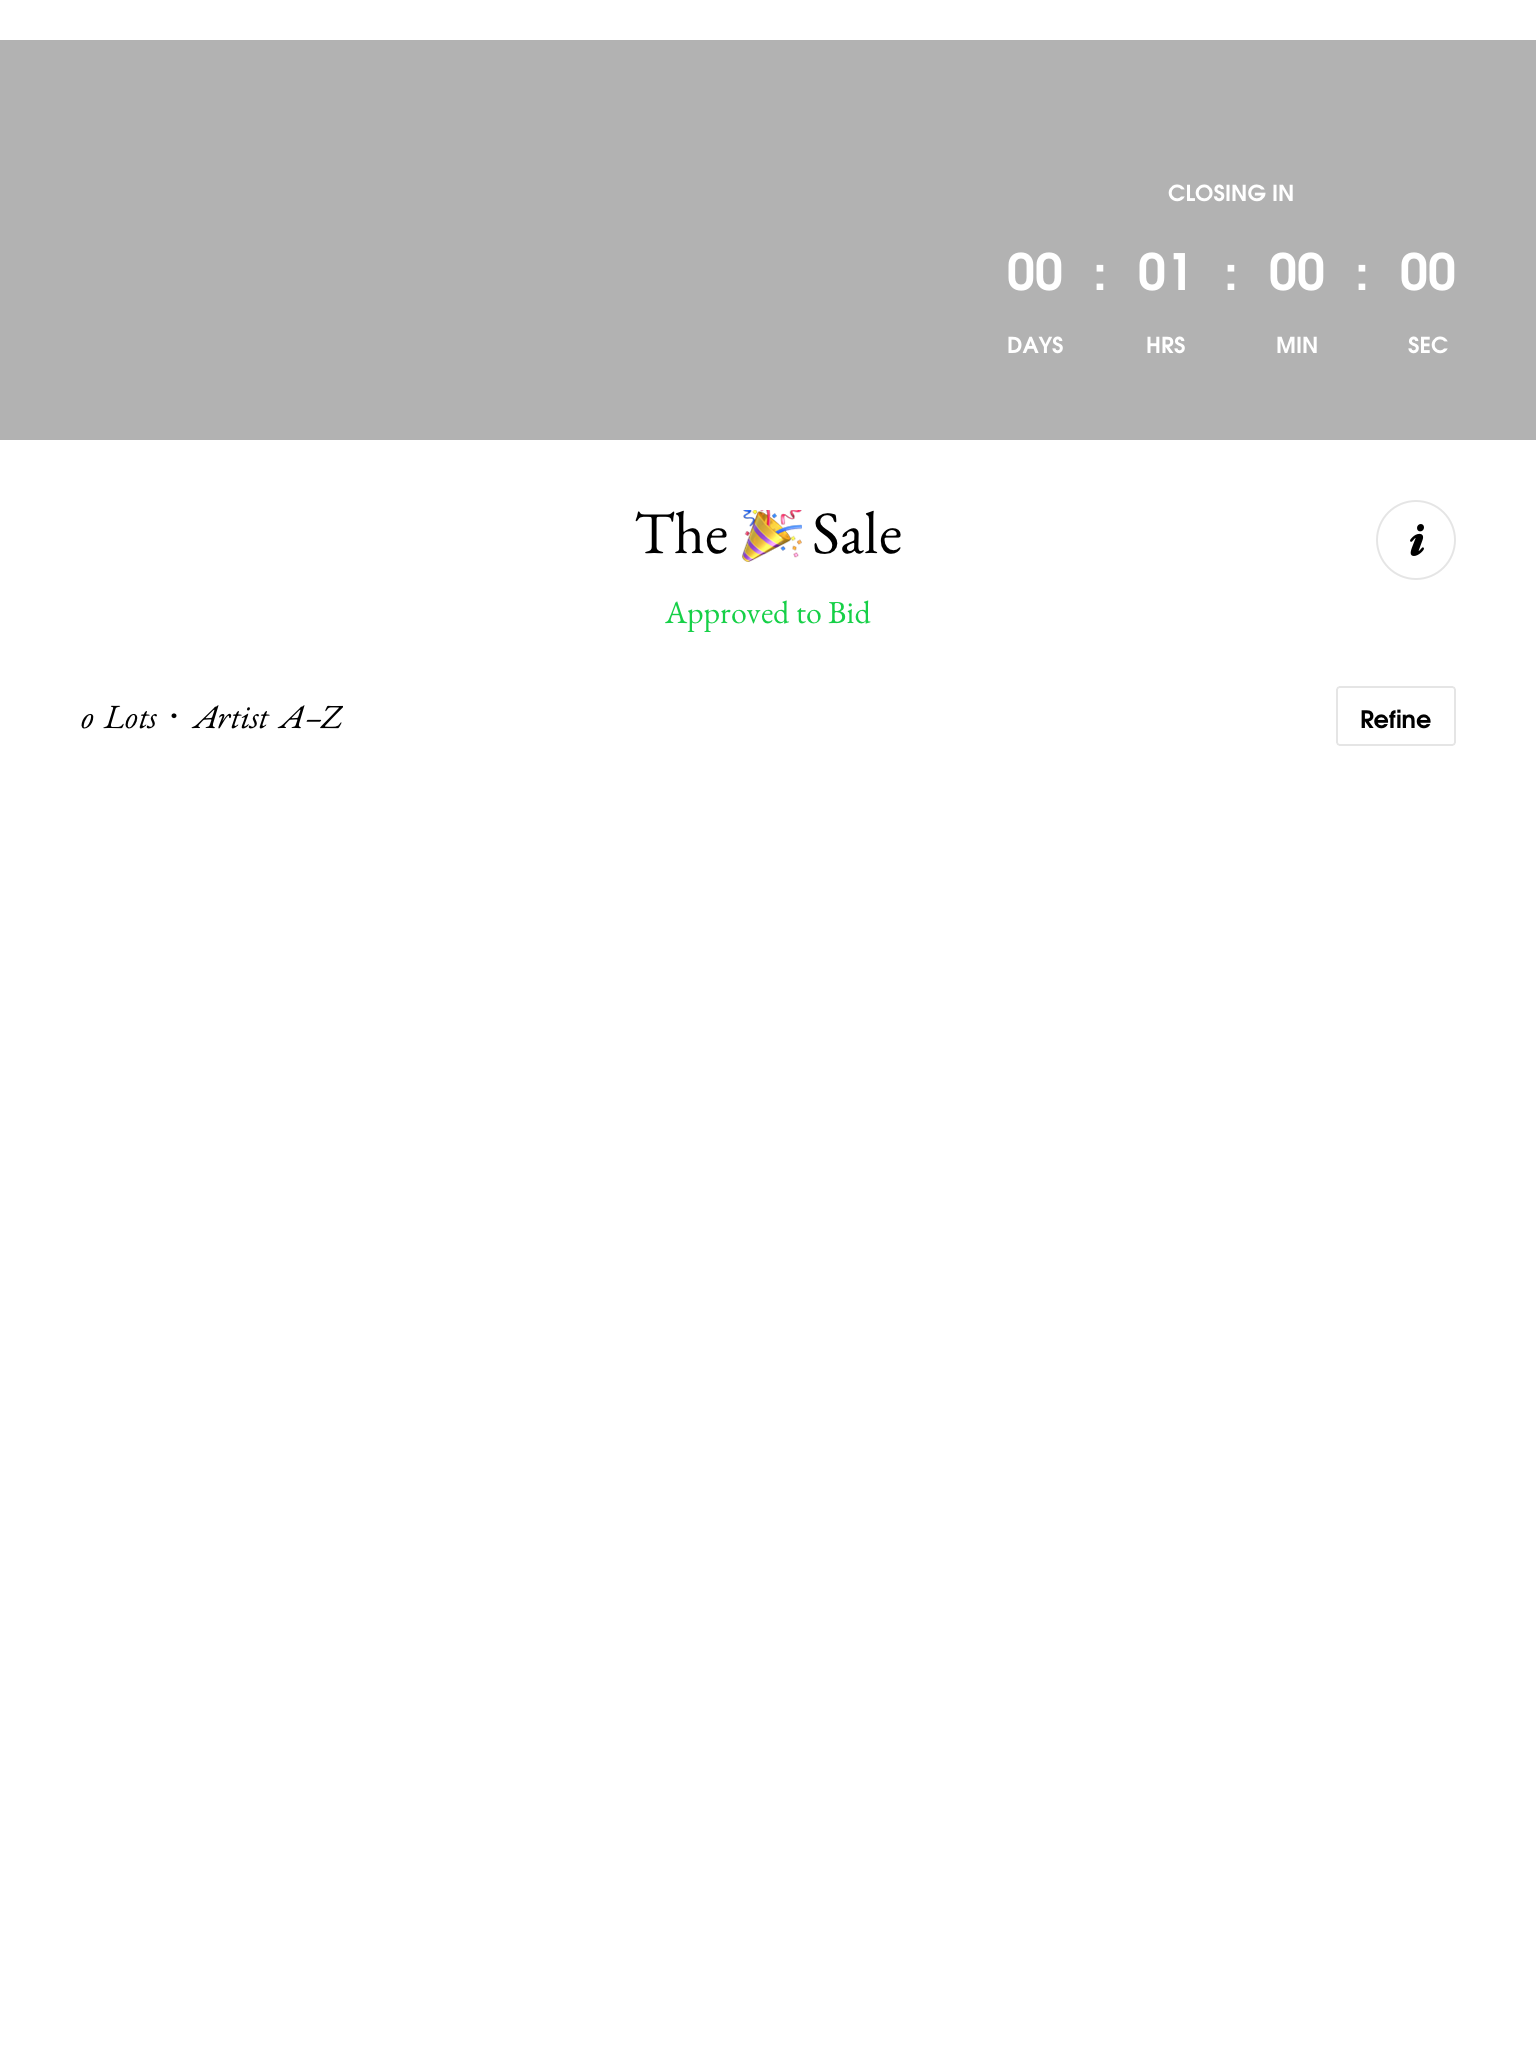 CLOSING IN
00 : 01 : 00 : 00
DAYS HRS MIN SEC
The 🎉 Sale
i
Approved to Bid
0 Lots · Artist A–Z
Refine